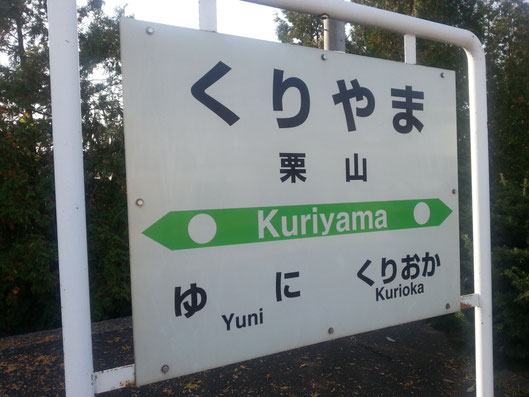 くりやま
栗山
Kuriyama
ゆに くりおか
Yuni Kurioka